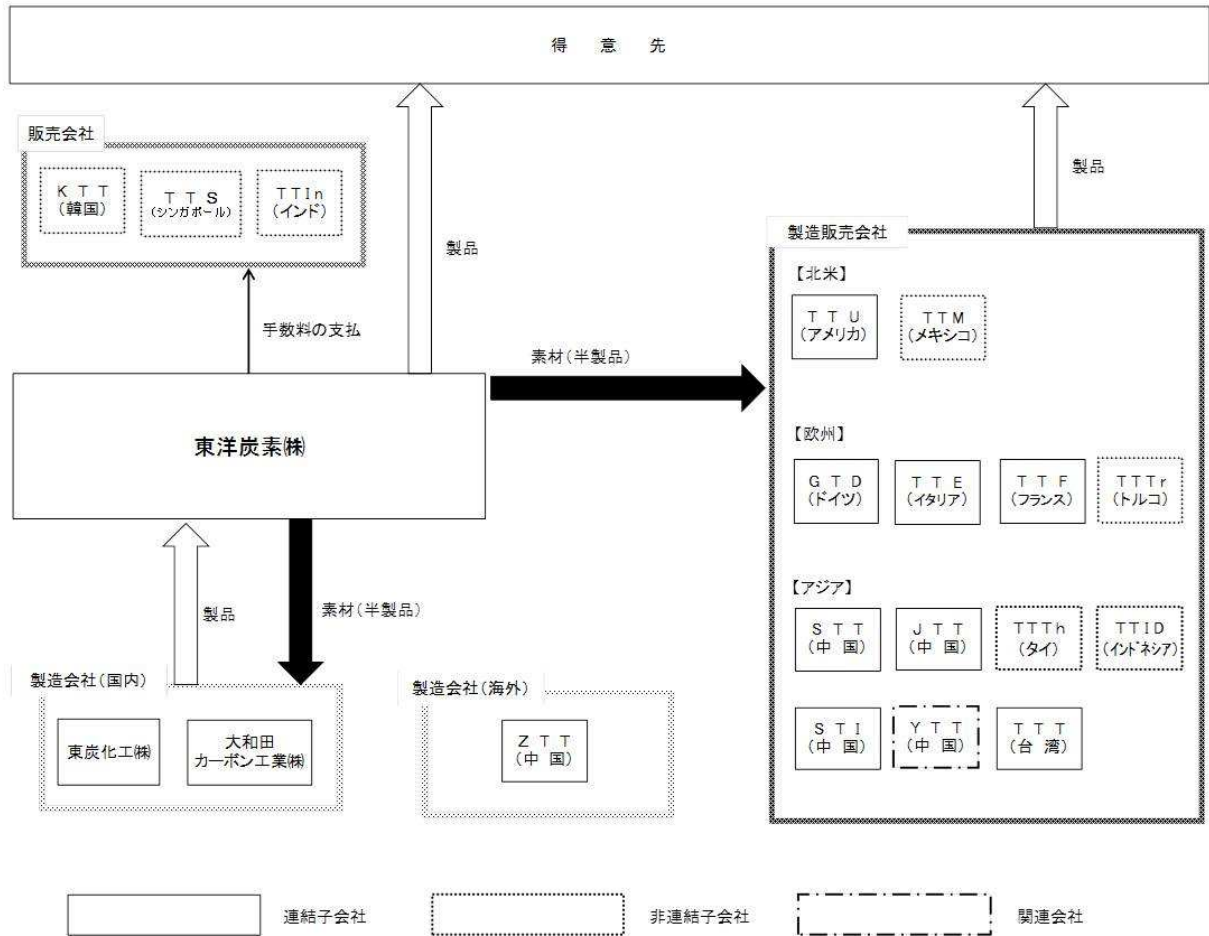 得 意 先
販売会社
K T T
(韓国)
T T S
(シンガポール)
T T I n
(インド)
製品
製品
手数料の支払
製造販売会社
【北米】
T T U
(アメリカ)
T T M
(メキシコ)
素材(半製品)
東洋炭素㈱
【欧州】
G T D
(ドイツ)
T T E
(イタリア)
T T F
(フランス)
T T T r
(トルコ)
製品
素材(半製品)
【アジア】
S T T
(中 国)
J T T
(中 国)
T T T h
(タイ)
T T I D
(インドネシア)
S T I
(中 国)
Y T T
(中 国)
T T T
(台 湾)
製造会社(国内)
東炭化工㈱
大和田
カーボン工業㈱
製造会社(海外)
Z T T
(中 国)
連結子会社
非連結子会社
関連会社